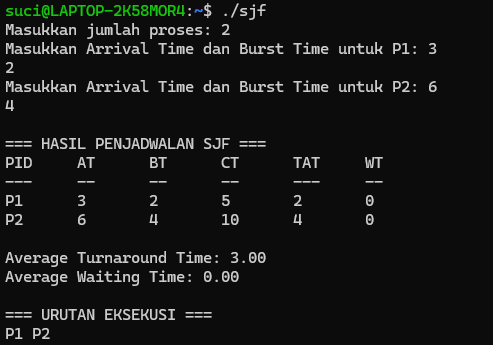 suci@LAPTOP-2K58MOR4:~$ ./sjf
Masukkan jumlah proses: 2
Masukkan Arrival Time dan Burst Time untuk P1: 3
2
Masukkan Arrival Time dan Burst Time untuk P2: 6
4
=== HASIL PENJADWALAN SJF ===
PID AT BT CT TAT WT
--- -- -- -- --- --
P1 3 2 5 2 0
P2 6 4 10 4 0
Average Turnaround Time: 3.00
Average Waiting Time: 0.00
=== URUTAN EKSEKUSI ===
P1 P2